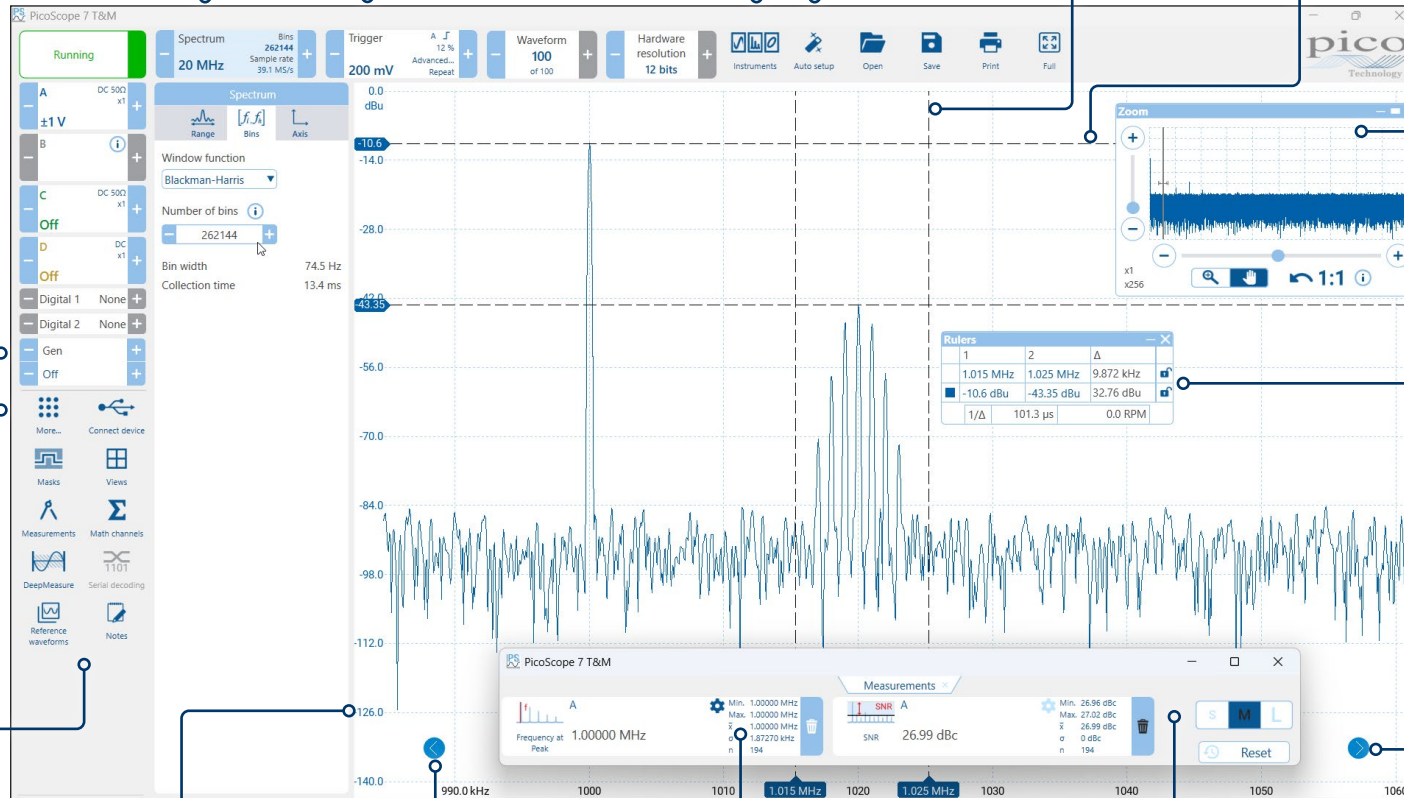 PicoScope 7 T&M
Running
Spectrum
20 MHz
Bins
262144
Sample rate
39.1 MS/s
Trigger
200 mV
A
12 %
Advanced...
Repeat
Waveform
100
of 100
Hardware
resolution
12 bits
Instruments
Auto setup
Open
Save
Print
Full
pico
Technology
A
DC 50Ω
x1
±1 V
B
C
DC 50Ω
x1
Off
D
DC
x1
Off
Digital 1 None
Digital 2 None
Gen
Off
More...
Connect device
Masks
Views
Measurements
Math channels
DeepMeasure
1101
Serial decoding
Reference
waveforms
Notes
Spectrum
Range
Bins
Axis
Window function
Blackman-Harris
Number of bins
262144
Bin width 74.5 Hz
Collection time 13.4 ms
0.0
dBu
-10.6
-14.0
-28.0
-42.0
-43.35
-56.0
-70.0
-84.0
-98.0
-112.0
-126.0
-140.0
Zoom
x1
x256
1:1
Rulers
1 2 Δ
1.015 MHz 1.025 MHz 9.872 kHz
-10.6 dBu -43.35 dBu 32.76 dBu
1/Δ 101.3 µs 0.0 RPM
PicoScope 7 T&M
Measurements
f
A
Frequency at
Peak
1.00000 MHz
Min. 1.00000 MHz
Max. 1.00000 MHz
x̄ 1.00000 MHz
σ 1.87270 kHz
n 194
SNR
A
SNR
26.99 dBc
Min. 26.96 dBc
Max. 27.02 dBc
x̄ 26.99 dBc
σ 0 dBc
n 194
S M L
Reset
990.0 kHz 1000 1010 1.015 MHz 1020 1.025 MHz 1030 1040 1050 1060